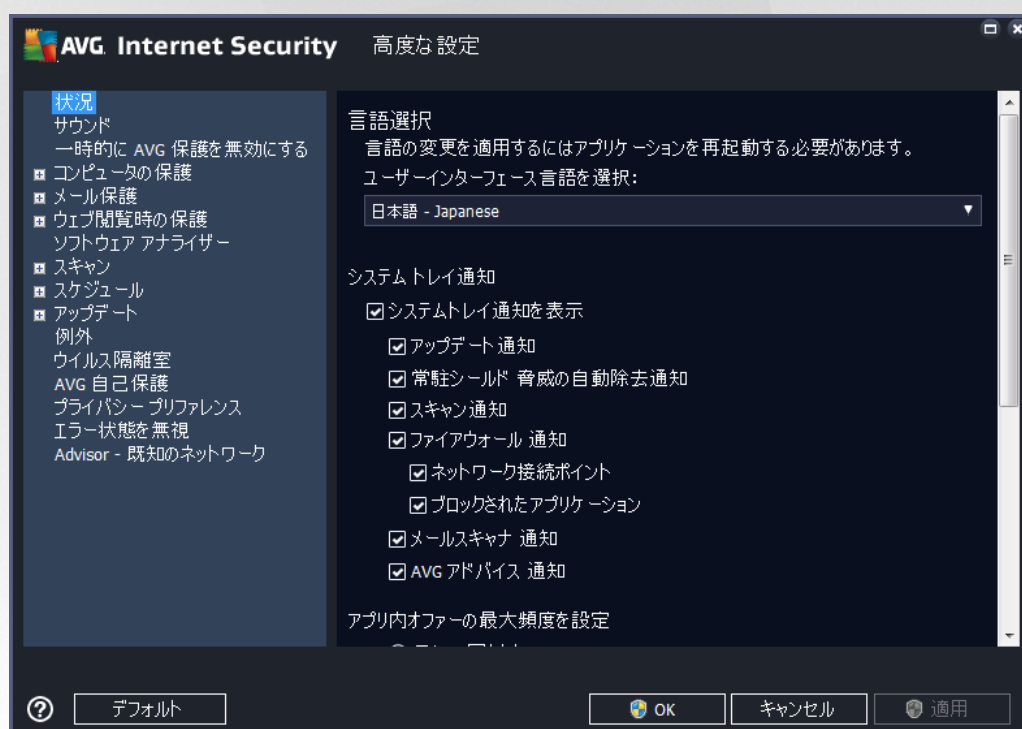 AVG. Internet Security 高度な設定
状況
サウンド
一時的に AVG 保護を無効にする
コンピュータの保護
メール保護
ウェブ閲覧時の保護
ソフトウェア アナライザー
スキャン
スケジュール
アップデート
例外
ウイルス隔離室
AVG 自己保護
プライバシー プリファレンス
エラー状態を無視
Advisor - 既知のネットワーク
言語選択
言語の変更を適用するにはアプリケーションを再起動する必要があります。
ユーザーインターフェース言語を選択:
日本語 - Japanese
システムトレイ通知
システムトレイ通知を表示
アップデート通知
常駐シールド 脅威の自動除去通知
スキャン通知
ファイアウォール 通知
ネットワーク接続ポイント
ブロックされたアプリケーション
メールスキャナ 通知
AVG アドバイス 通知
アプリ内オファーの最大頻度を設定
デフォルト
OK
キャンセル
適用